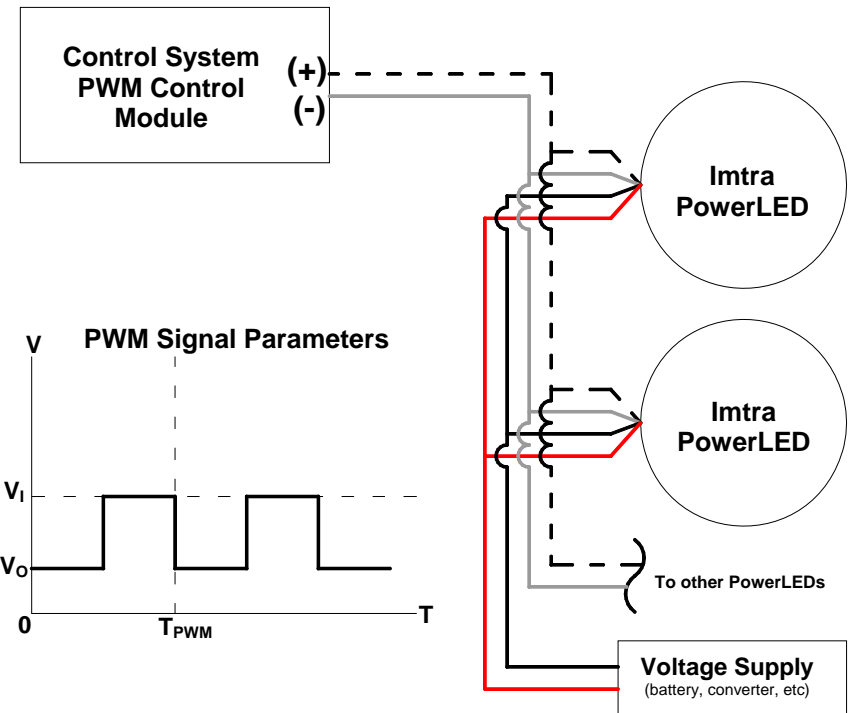 Control System
PWM Control
Module
(+)
(-)
Imtra
PowerLED
PWM Signal Parameters
V
Imtra
PowerLED
VI
VO
0
TPWM
T
To other PowerLEDs
Voltage Supply
(battery, converter, etc)